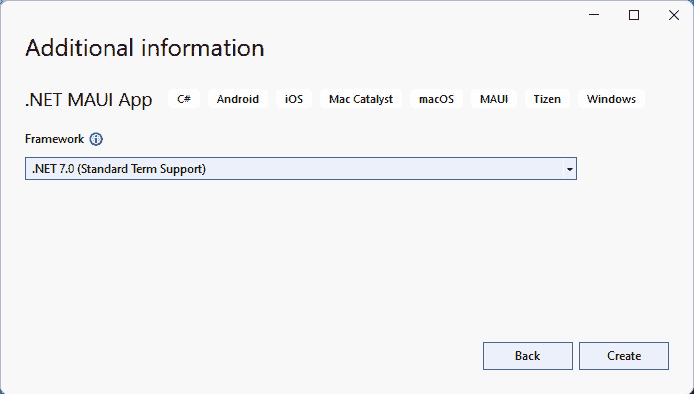 Additional information
.NET MAUI App C# Android iOS Mac Catalyst macOS MAUI Tizen Windows
Framework
.NET 7.0 (Standard Term Support)
Back Create